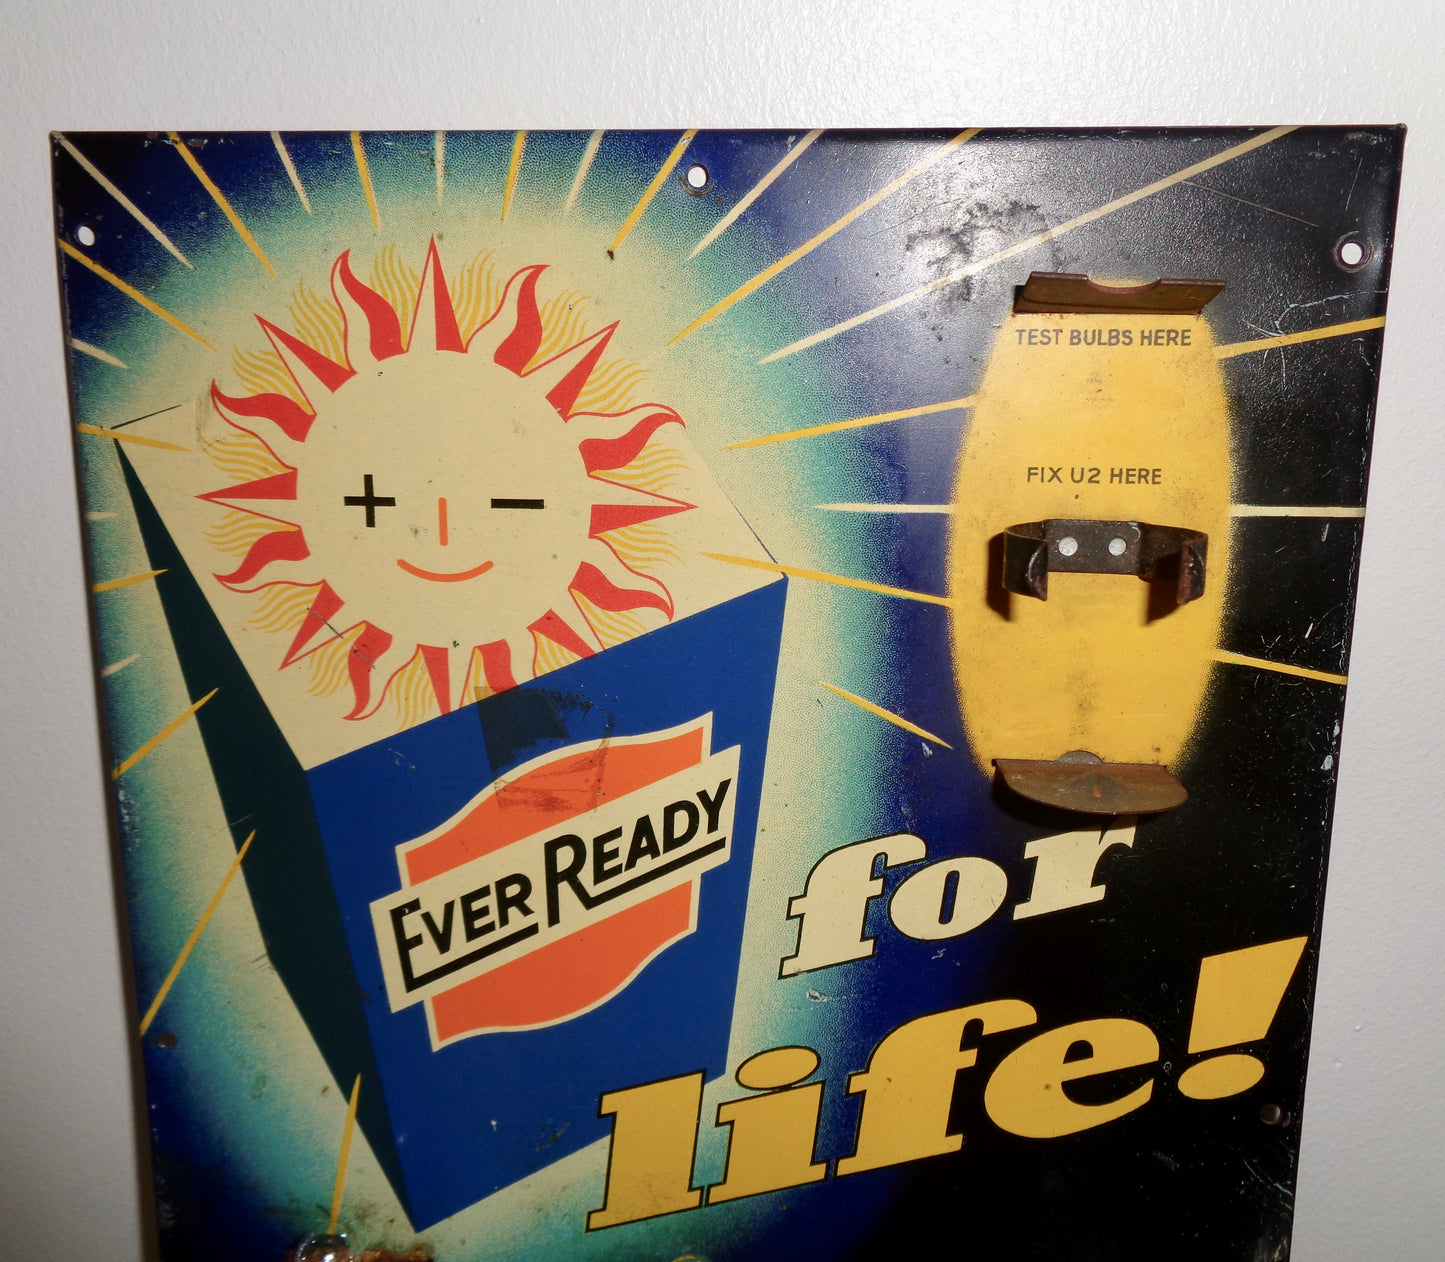 TEST BULBS HERE
FIX U2 HERE
+ −
EVER READY
for
life!